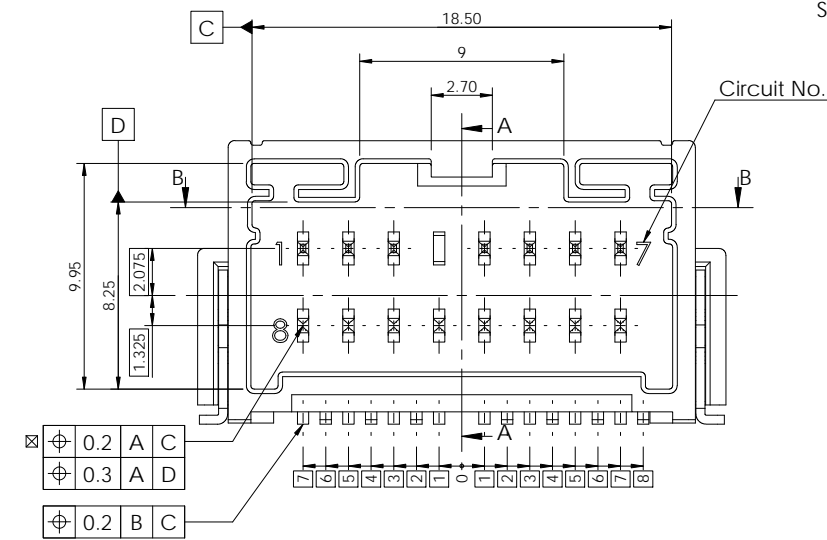 S
C
18.50
9
2.70
Circuit No.
A
D
B B
9.95
8.25
2.075
1.325
1 7
8
A
⌖ 0.2 A C
⌖ 0.3 A D
⌖ 0.2 B C
7 6 5 4 3 2 1 0 1 2 3 4 5 6 7 8